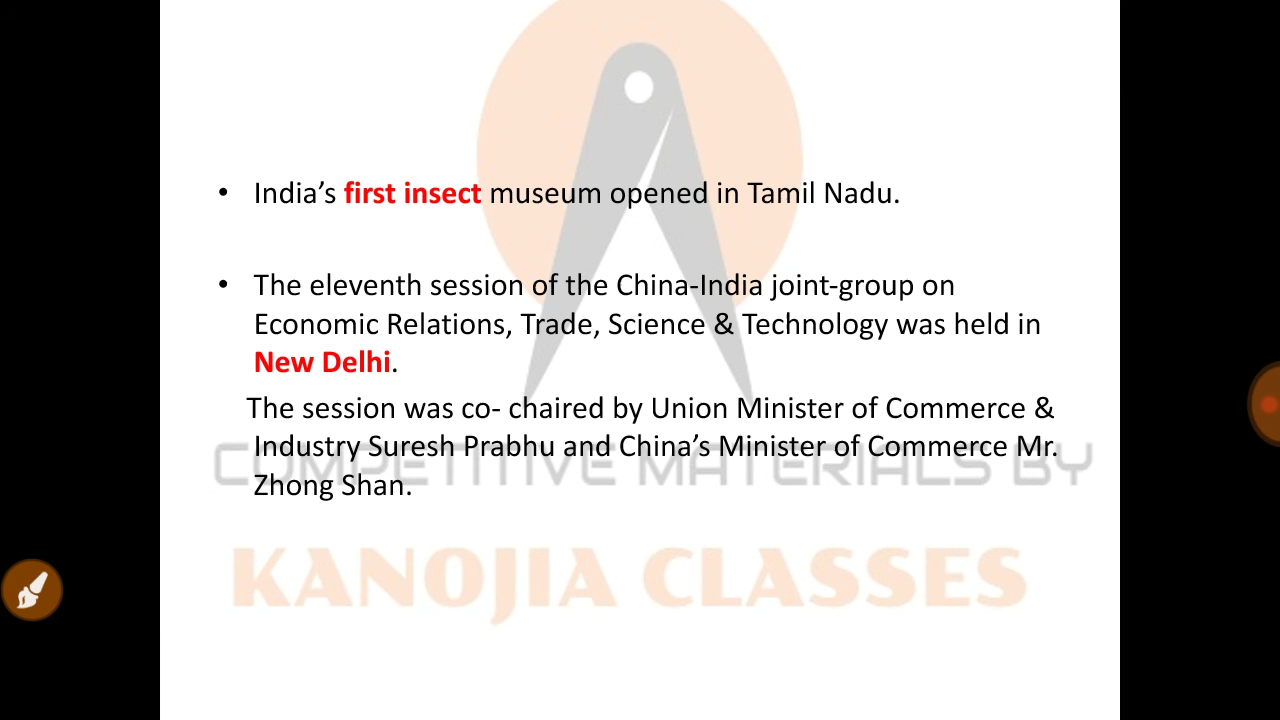 • India’s first insect museum opened in Tamil Nadu.
• The eleventh session of the China-India joint-group on
Economic Relations, Trade, Science & Technology was held in
New Delhi.
The session was co- chaired by Union Minister of Commerce &
Industry Suresh Prabhu and China’s Minister of Commerce Mr.
COMPETITIVE MATERIALS BY
Zhong Shan.
KANOJIA CLASSES